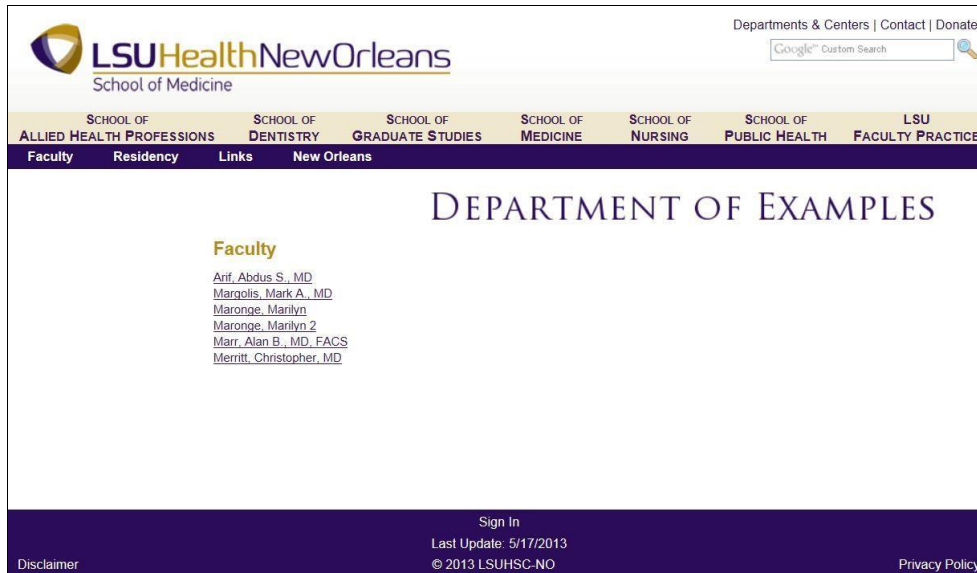 Departments & Centers | Contact | Donate
LSUHealthNewOrleans
School of Medicine
Google™ Custom Search
SCHOOL OF ALLIED HEALTH PROFESSIONS
SCHOOL OF DENTISTRY
SCHOOL OF GRADUATE STUDIES
SCHOOL OF MEDICINE
SCHOOL OF NURSING
SCHOOL OF PUBLIC HEALTH
LSU FACULTY PRACTICE
Faculty Residency Links New Orleans
DEPARTMENT OF EXAMPLES
Faculty
Arif, Abdus S., MD
Margolis, Mark A., MD
Maronge, Marilyn
Maronge, Marilyn 2
Marr, Alan B., MD, FACS
Merritt, Christopher, MD
Sign In
Last Update: 5/17/2013
Disclaimer © 2013 LSUHSC-NO Privacy Policy